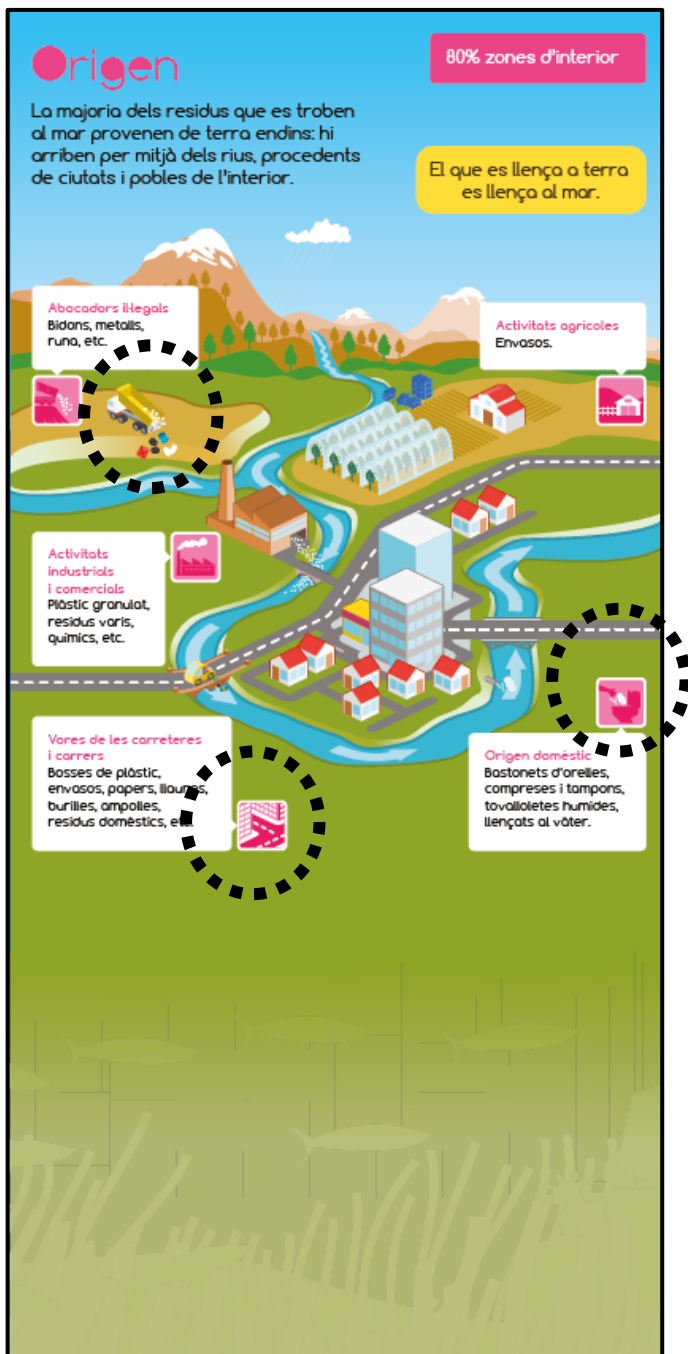 Origen
80% zones d'interior
La majoria dels residus que es troben
al mar provenen de terra endins: hi
arriben per mitjà dels rius, procedents
de ciutats i pobles de l'interior.
El que es llença a terra
es llença al mar.
Abocadors il·legals
Bidons, metalls,
runa, etc.
Activitats agrícoles
Envasos.
Activitats
industrials
i comercials
Plàstic granulat,
residus varis,
químics, etc.
Vores de les carreteres
i carrers
Bosses de plàstic,
envasos, papers, llaunes,
burilles, ampolles,
residus domèstics, etc.
Origen domèstic
Bastonets d'orelles,
compreses i tampons,
tovalloletes humides,
llençats al vàter.